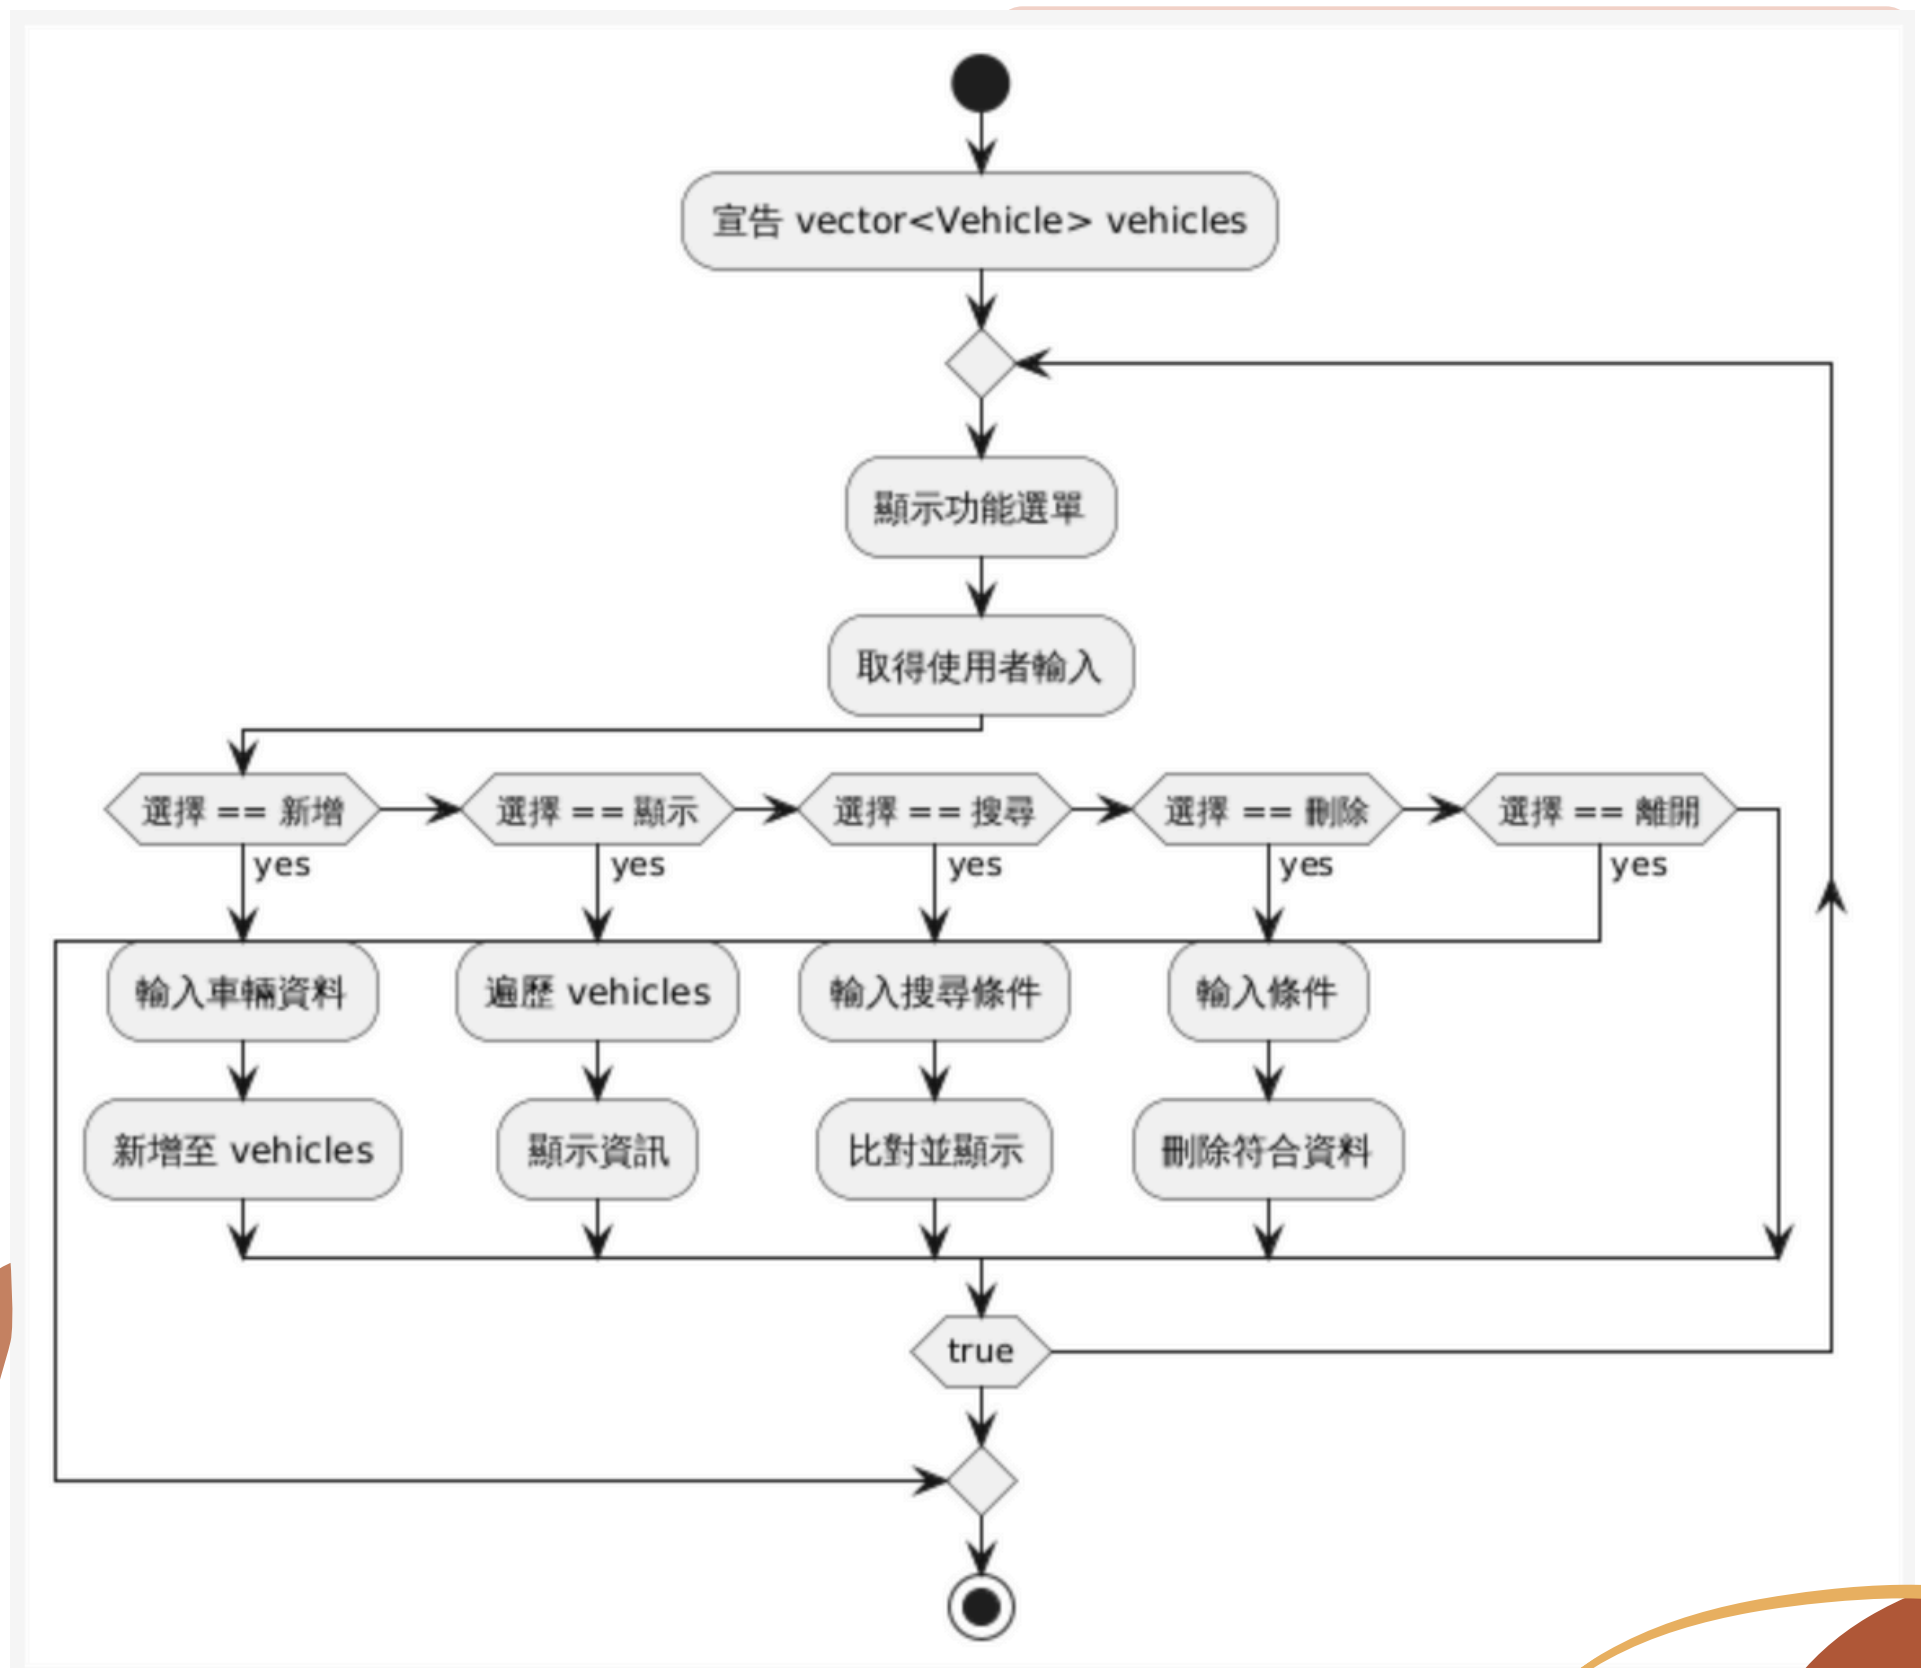 宣告 vector<Vehicle> vehicles
顯示功能選單
取得使用者輸入
選擇 == 新增
選擇 == 顯示
選擇 == 搜尋
選擇 == 刪除
選擇 == 離開
yes
yes
yes
yes
yes
輸入車輛資料
遍歷 vehicles
輸入搜尋條件
輸入條件
新增至 vehicles
顯示資訊
比對並顯示
刪除符合資料
true